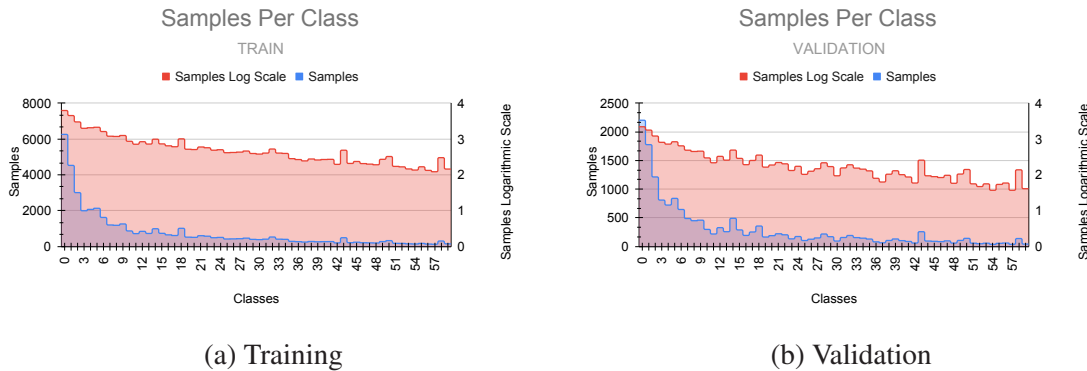 Samples Per Class
TRAIN
Samples Log Scale Samples
8000
6000
4000
2000
0
Samples
4
3
2
1
0
Samples Logarithmic Scale
0 3 6 9 12 15 18 21 24 27 30 33 36 39 42 45 48 51 54 57
Classes
(a) Training
Samples Per Class
VALIDATION
Samples Log Scale Samples
2500
2000
1500
1000
500
0
Samples
4
3
2
1
0
Samples Logarithmic Scale
0 3 6 9 12 15 18 21 24 27 30 33 36 39 42 45 48 51 54 57
Classes
(b) Validation